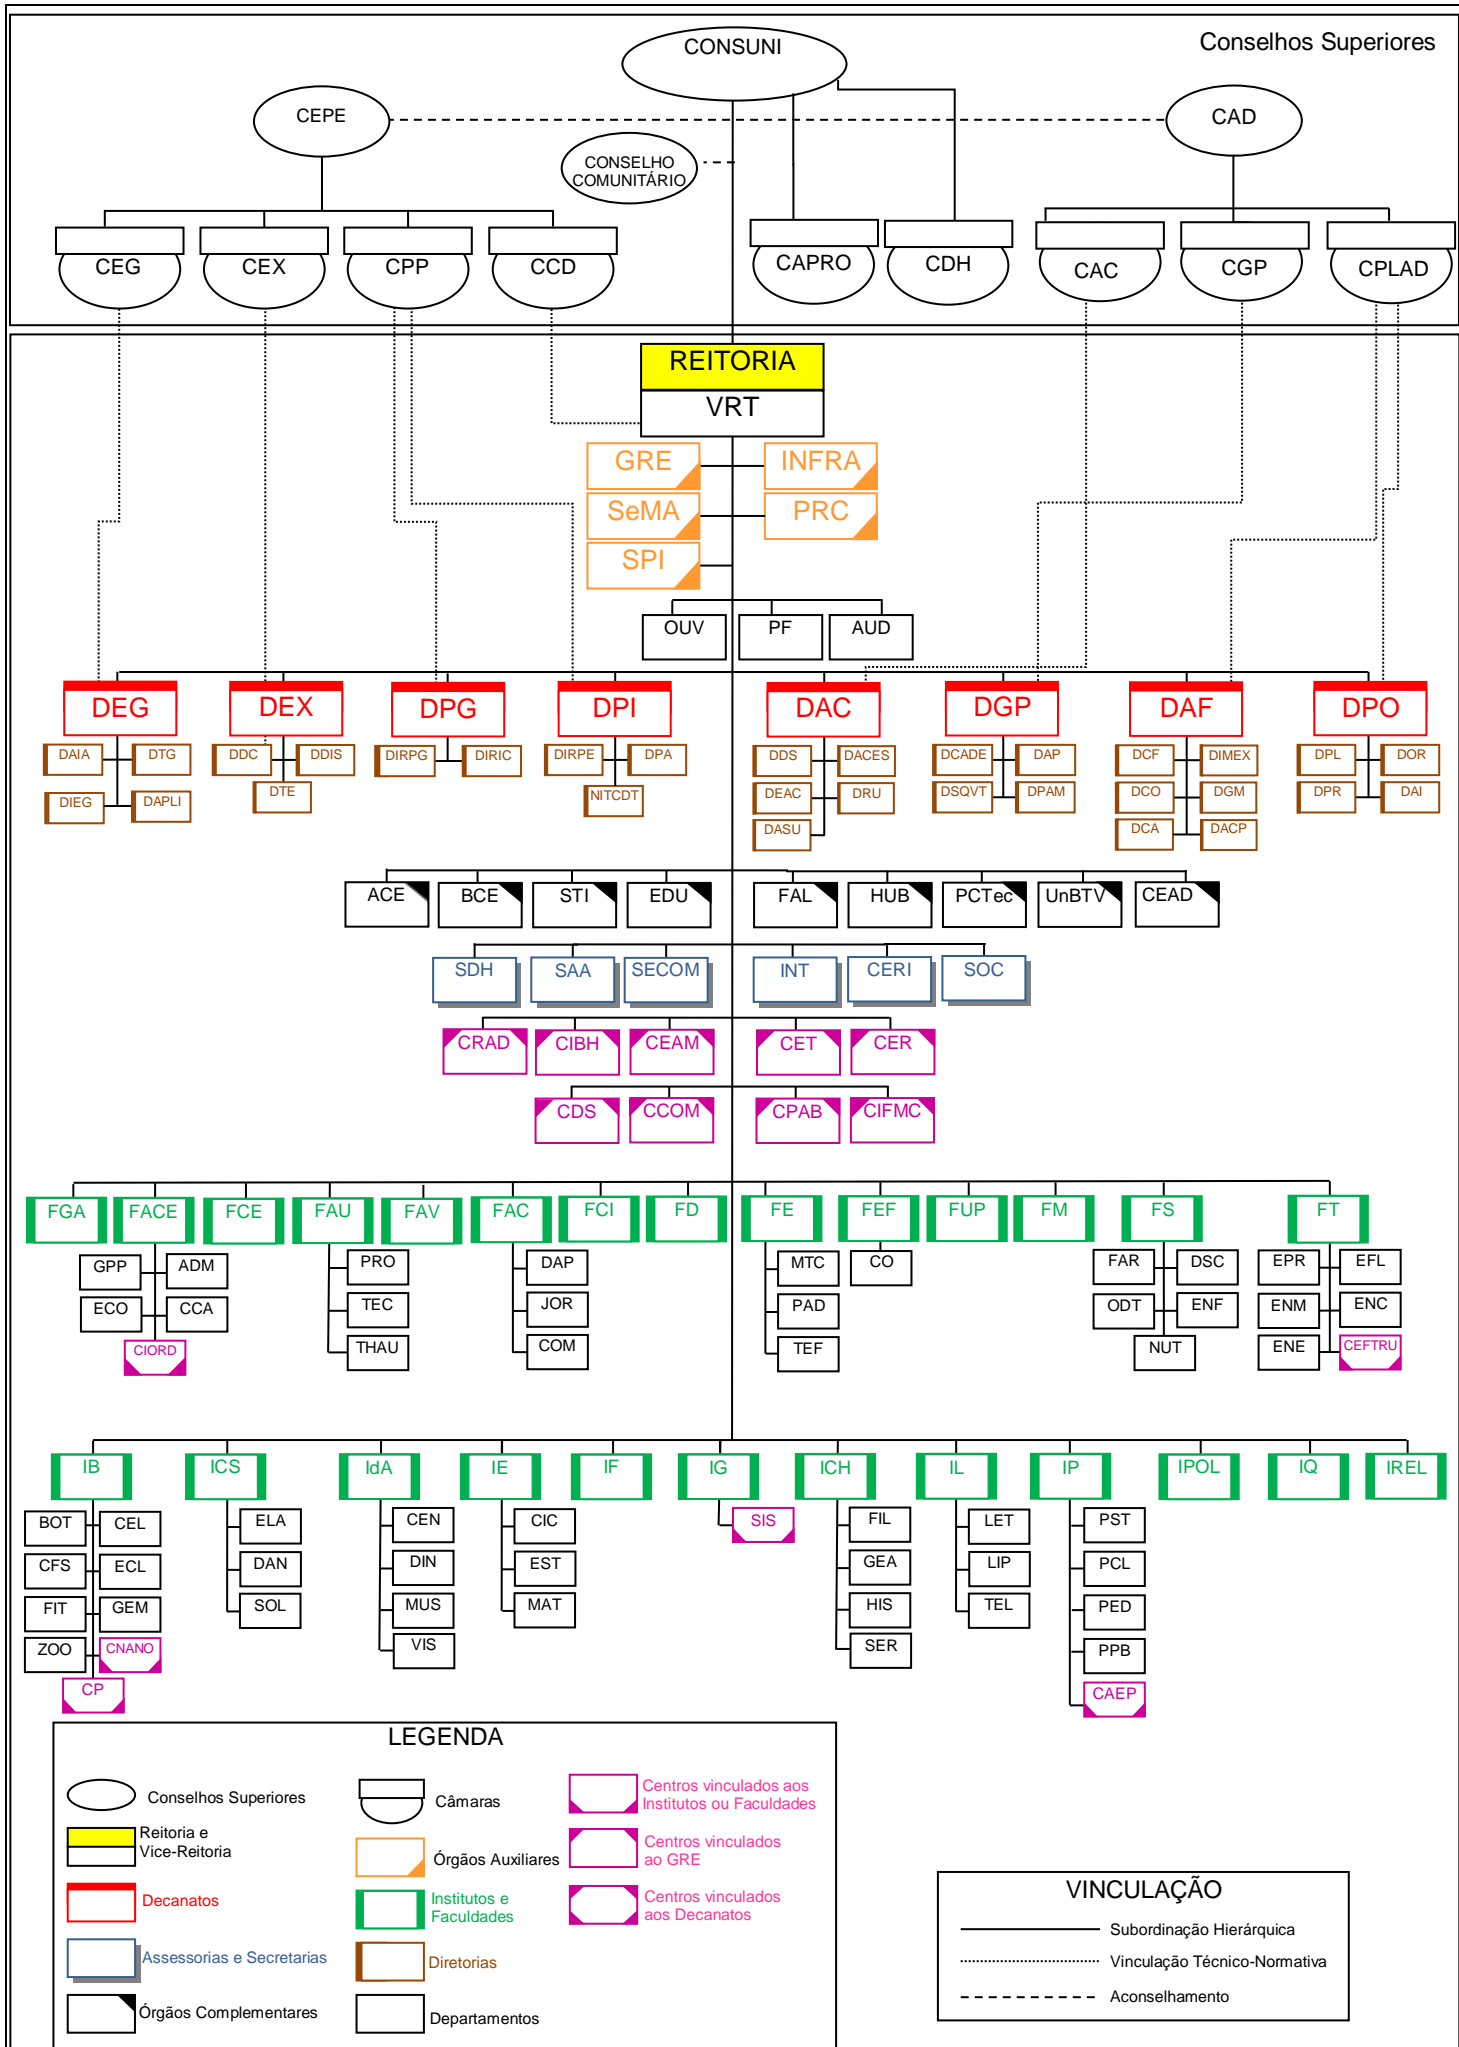 CONSUNI
Conselhos Superiores
CEPE
CAD
CONSELHO
COMUNITÁRIO
CEG
CEX
CPP
CCD
CAPRO
CDH
CAC
CGP
CPLAD
REITORIA
VRT
GRE
INFRA
SeMA
PRC
SPI
OUV
PF
AUD
DEG
DEX
DPG
DPI
DAC
DGP
DAF
DPO
DAIA
DTG
DDC
DDIS
DIRPG
DIRIC
DIRPE
DPA
DDS
DACES
DCADE
DAP
DCF
DIMEX
DPL
DOR
DIEG
DAPLI
DTE
NITCDT
DEAC
DRU
DSQVT
DPAM
DCO
DGM
DPR
DAI
DASU
DCA
DACP
ACE
BCE
STI
EDU
FAL
HUB
PCTec
UnBTV
CEAD
SDH
SAA
SECOM
INT
CERI
SOC
CRAD
CIBH
CEAM
CET
CER
CDS
CCOM
CPAB
CIFMC
FGA
FACE
FCE
FAU
FAV
FAC
FCI
FD
FE
FEF
FUP
FM
FS
FT
GPP
ADM
PRO
DAP
MTC
CO
FAR
DSC
EPR
EFL
ECO
CCA
TEC
JOR
PAD
ODT
ENF
ENM
ENC
CIORD
THAU
COM
TEF
NUT
ENE
CEFTRU
IB
ICS
IdA
IE
IF
IG
ICH
IL
IP
IPOL
IQ
IREL
BOT
CEL
ELA
CEN
CIC
SIS
FIL
LET
PST
CFS
ECL
DAN
DIN
EST
GEA
LIP
PCL
FIT
GEM
SOL
MUS
MAT
HIS
TEL
PED
ZOO
CNANO
VIS
SER
PPB
CP
CAEP
LEGENDA
Conselhos Superiores
Câmaras
Centros vinculados aos
Institutos ou Faculdades
Reitoria e
Vice-Reitoria
Órgãos Auxiliares
Centros vinculados
ao GRE
Decanatos
Institutos e
Faculdades
Centros vinculados
aos Decanatos
Assessorias e Secretarias
Diretorias
Órgãos Complementares
Departamentos
VINCULAÇÃO
Subordinação Hierárquica
Vinculação Técnico-Normativa
Aconselhamento